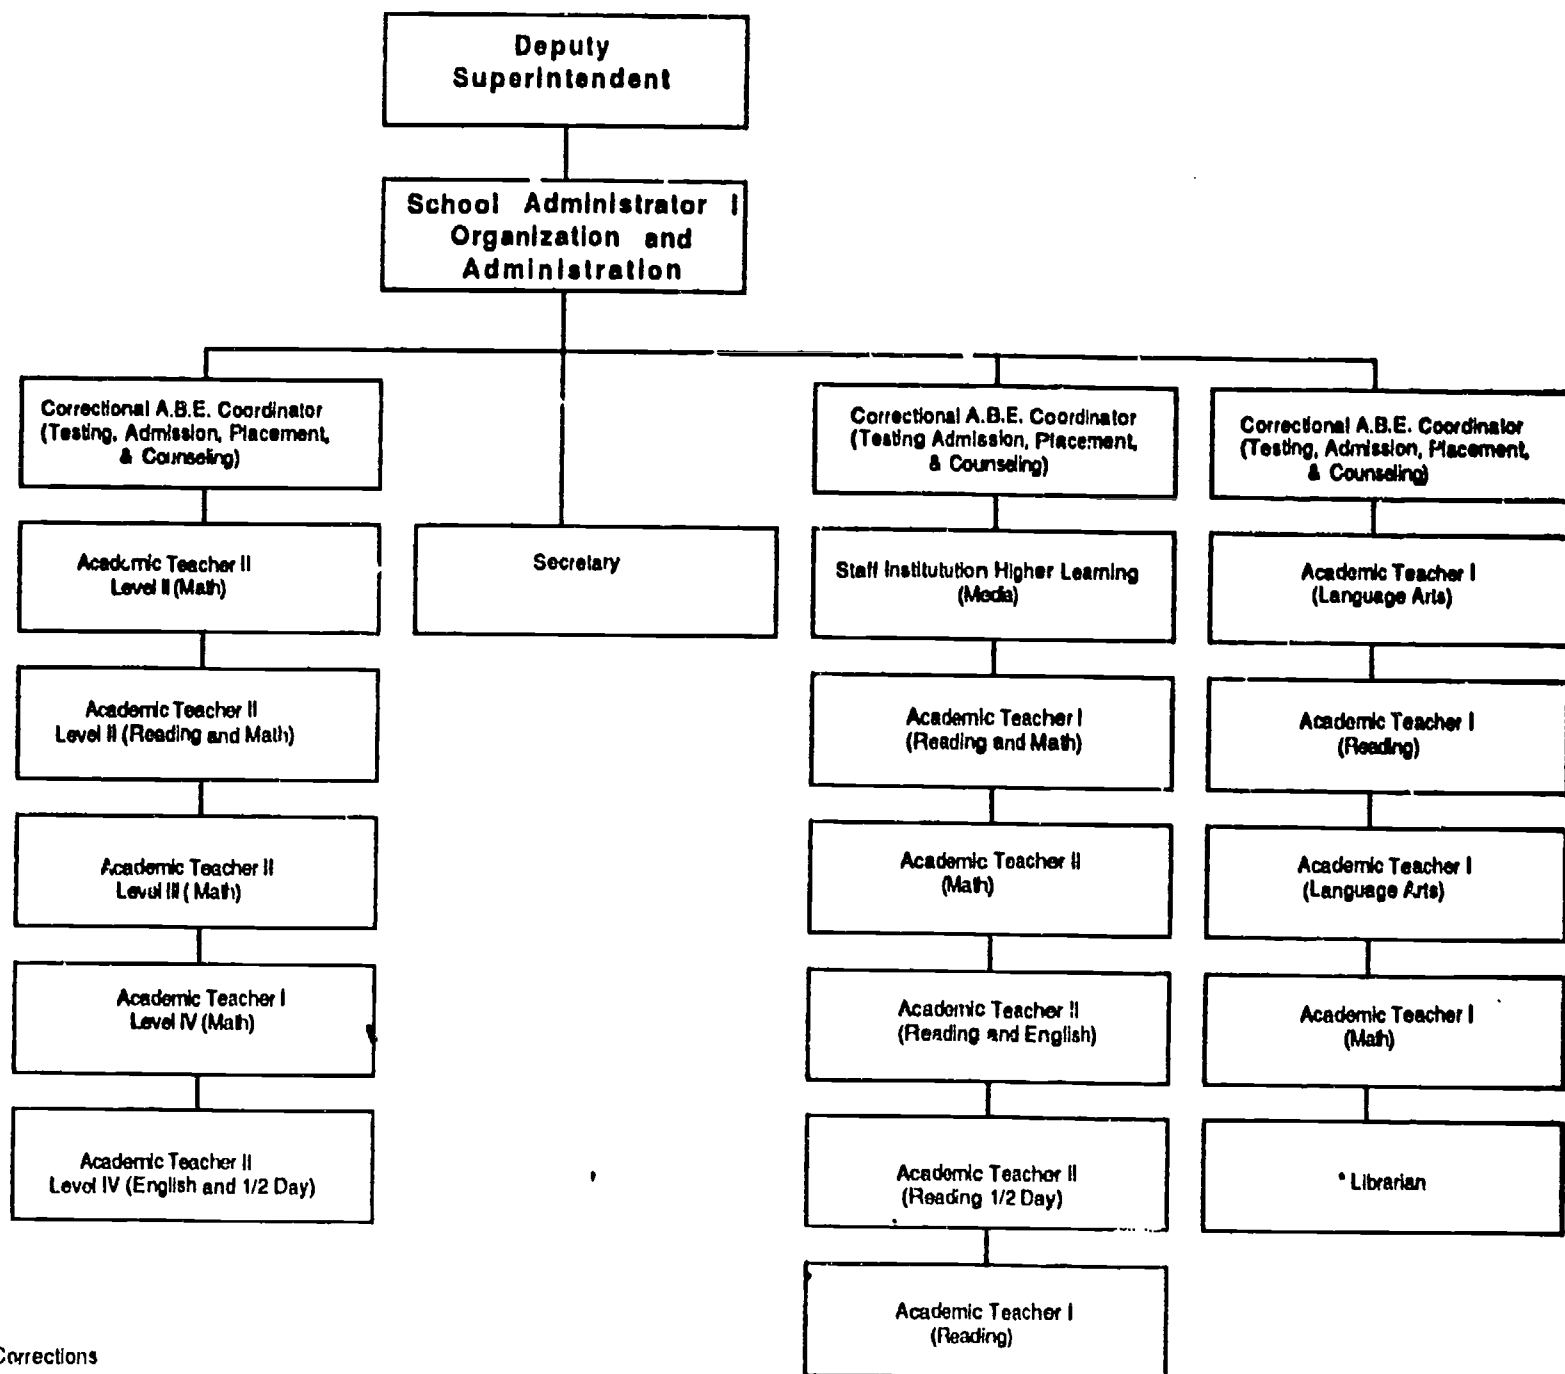 Deputy
Superintendent
School Administrator I
Organization and
Administration
Correctional A.B.E. Coordinator
(Testing, Admission, Placement,
& Counseling)
Academic Teacher II
Level II (Math)
Academic Teacher II
Level II (Reading and Math)
Academic Teacher II
Level III (Math)
Academic Teacher I
Level IV (Math)
Academic Teacher II
Level IV (English and 1/2 Day)
Secretary
Correctional A.B.E. Coordinator
(Testing Admission, Placement,
& Counseling)
Staff Institutution Higher Learning
(Media)
Academic Teacher I
(Reading and Math)
Academic Teacher II
(Math)
Academic Teacher II
(Reading and English)
Academic Teacher II
(Reading 1/2 Day)
Academic Teacher I
(Reading)
Correctional A.B.E. Coordinator
(Testing, Admission, Placement,
& Counseling)
Academic Teacher I
(Language Arts)
Academic Teacher I
(Reading)
Academic Teacher I
(Language Arts)
Academic Teacher I
(Math)
* Librarian
Corrections